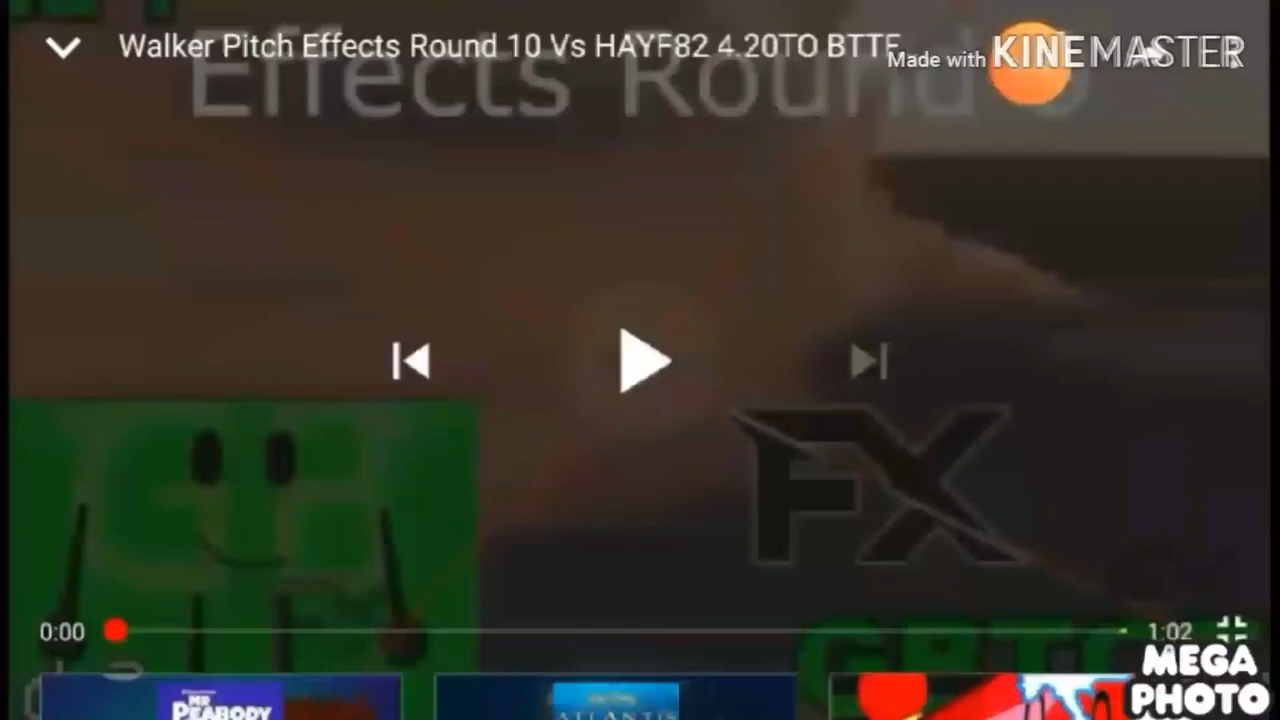 Walker Pitch Effects Round 10 Vs HAYF82 4.20TO BTTF
Made with KINEMASTER
Effects Round
FX
0:00
1:02
MEGA
PHOTO
MR
PEABODY
ATLANTIS